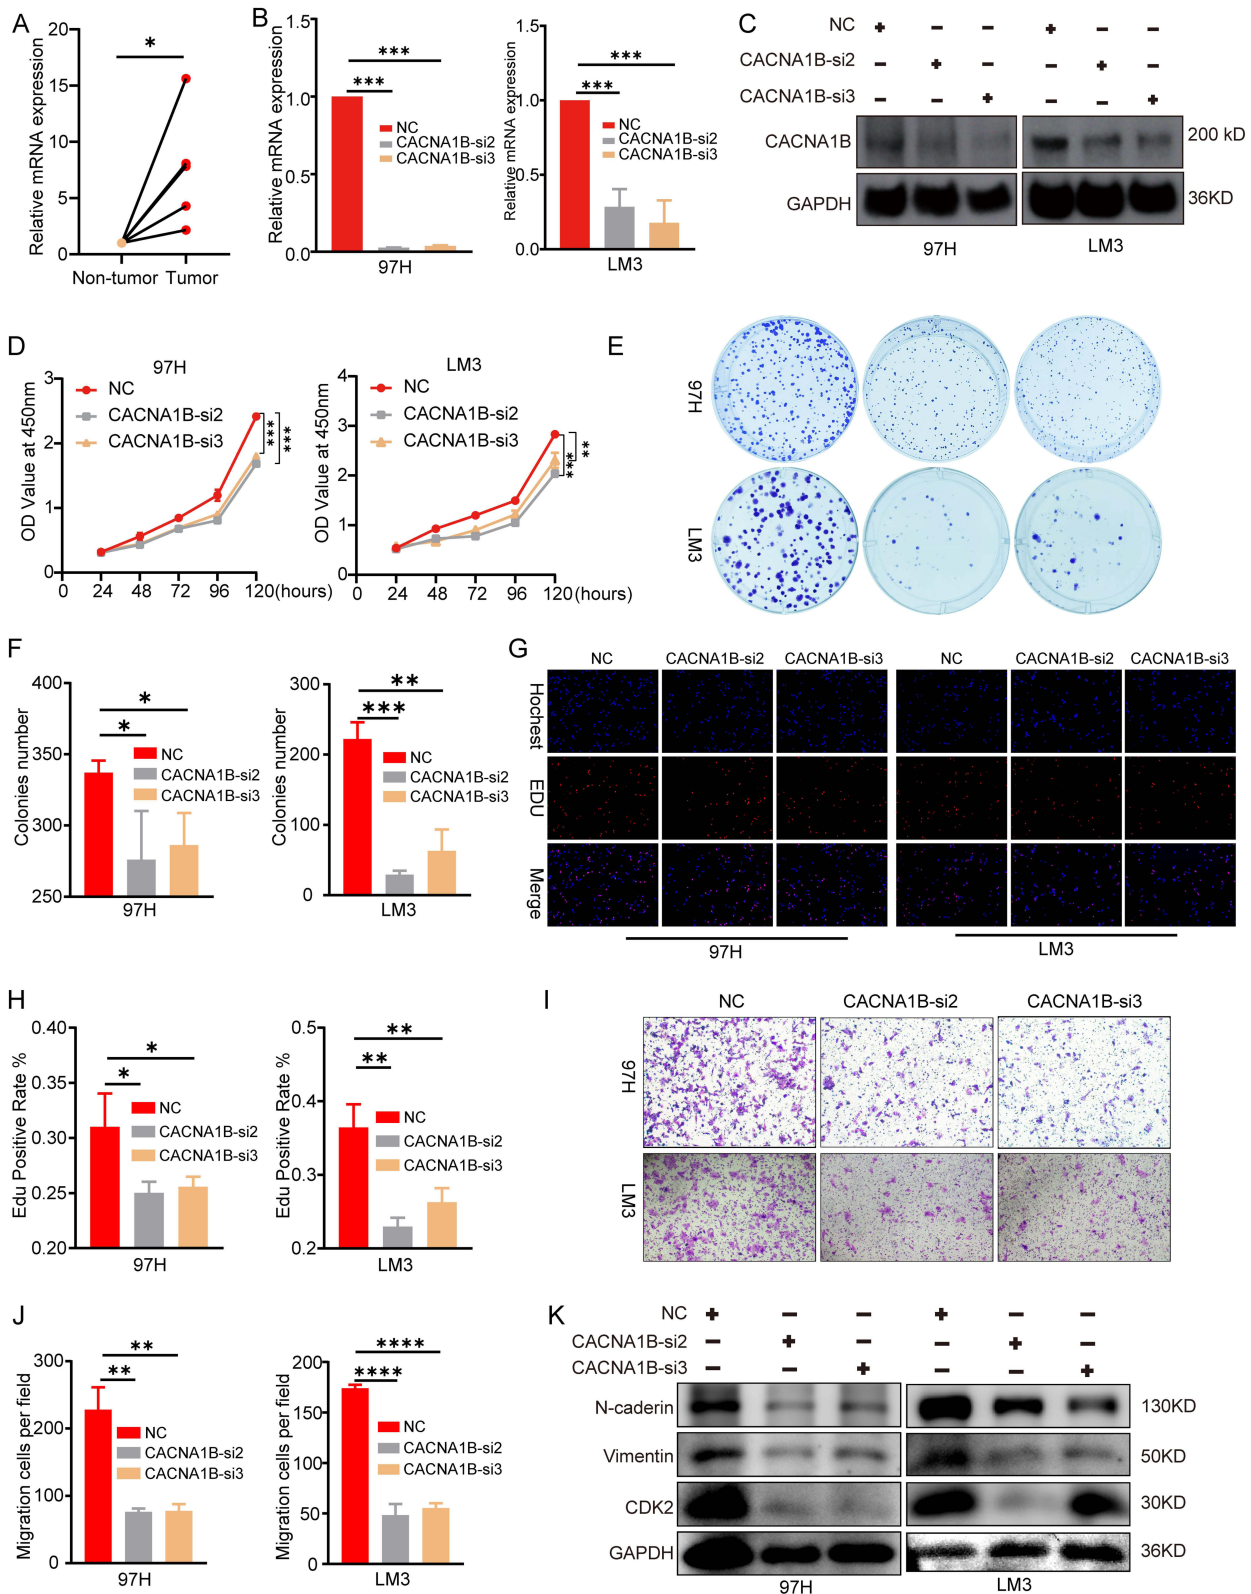 A
Relative mRNA expression
20
15
10
5
0
*
Non-tumor Tumor
B
Relative mRNA expression
1.5
1.0
0.5
0.0
***
***
NC
CACNA1B-si2
CACNA1B-si3
97H
Relative mRNA expression
1.5
1.0
0.5
0.0
***
***
NC
CACNA1B-si2
CACNA1B-si3
LM3
C
NC + − − + − −
CACNA1B-si2 − + − − + −
CACNA1B-si3 − − + − − +
CACNA1B 200 kD
GAPDH 36KD
97H LM3
D
97H
OD Value at 450nm
3
2
1
0
NC
CACNA1B-si2
CACNA1B-si3
***
***
0 24 48 72 96 120(hours)
LM3
OD Value at 450nm
4
3
2
1
0
NC
CACNA1B-si2
CACNA1B-si3
***
**
0 24 48 72 96 120(hours)
E
97H
LM3
F
Colonies number
400
350
300
250
*
*
NC
CACNA1B-si2
CACNA1B-si3
97H
Colonies number
300
200
100
0
**
***
NC
CACNA1B-si2
CACNA1B-si3
LM3
G
NC CACNA1B-si2 CACNA1B-si3 NC CACNA1B-si2 CACNA1B-si3
Hochest
EDU
Merge
97H LM3
H
Edu Positive Rate %
0.40
0.35
0.30
0.25
0.20
*
*
NC
CACNA1B-si2
CACNA1B-si3
97H
Edu Positive Rate %
0.5
0.4
0.3
0.2
**
**
NC
CACNA1B-si2
CACNA1B-si3
LM3
I
NC CACNA1B-si2 CACNA1B-si3
97H
LM3
J
Migration cells per field
300
200
100
0
**
**
NC
CACNA1B-si2
CACNA1B-si3
97H
Migration cells per field
200
150
100
50
0
****
****
NC
CACNA1B-si2
CACNA1B-si3
LM3
K
NC + − − + − −
CACNA1B-si2 − + − − + −
CACNA1B-si3 − − + − − +
N-caderin 130KD
Vimentin 50KD
CDK2 30KD
GAPDH 36KD
97H LM3